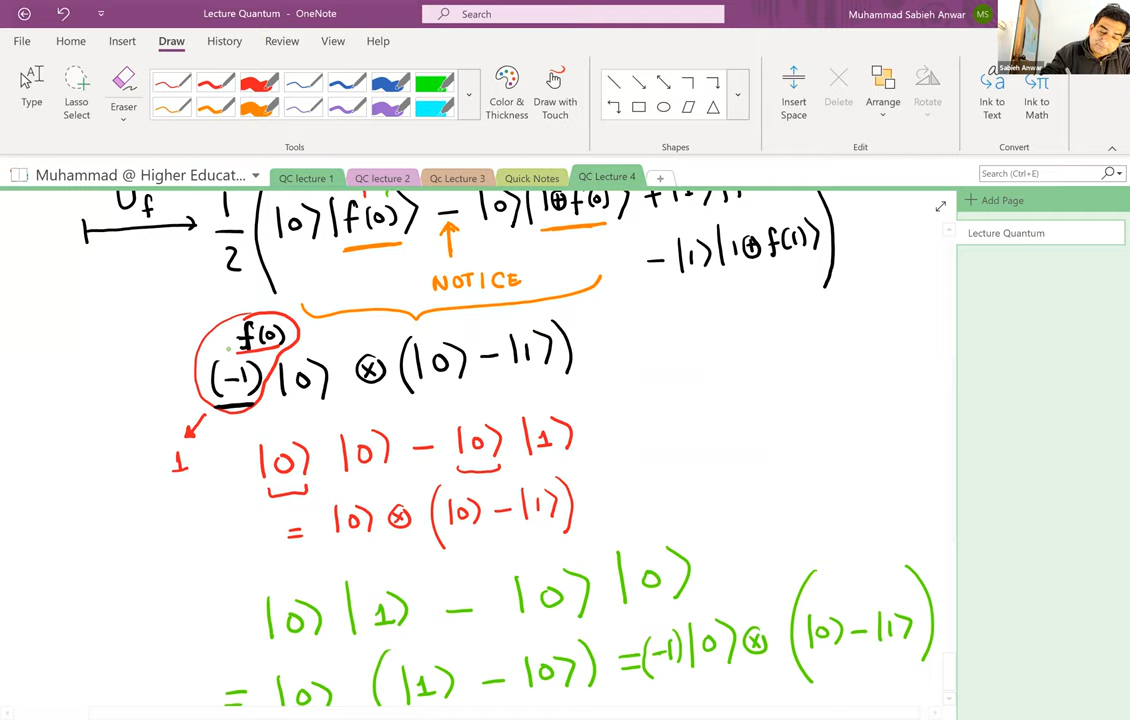 Lecture Quantum - OneNote
Search
Muhammad Sabieh Anwar
MS
File Home Insert Draw History Review View Help
Sabieh Anwar
Type
Lasso Select
Eraser
Color & Thickness
Draw with Touch
Insert Space
Delete
Arrange
Rotate
Ink to Text
Ink to Math
Tools
Shapes
Edit
Convert
Muhammad @ Higher Educat...
QC lecture 1
QC lecture 2
Qc Lecture 3
Quick Notes
QC Lecture 4
Search (Ctrl+E)
Add Page
Lecture Quantum
U_f 1/2 ( |0⟩|f(0)⟩ − |0⟩|1⊕f(0)⟩ +
− |1⟩|1⊕f(1)⟩ )
NOTICE
(-1)^f(0) |0⟩ ⊗ (|0⟩ − |1⟩)
1
|0⟩ |0⟩ − |0⟩ |1⟩
= |0⟩ ⊗ (|0⟩ − |1⟩)
|0⟩ |1⟩ − |0⟩ |0⟩
= |0⟩ (|1⟩ − |0⟩) = (-1)|0⟩ ⊗ (|0⟩ − |1⟩)